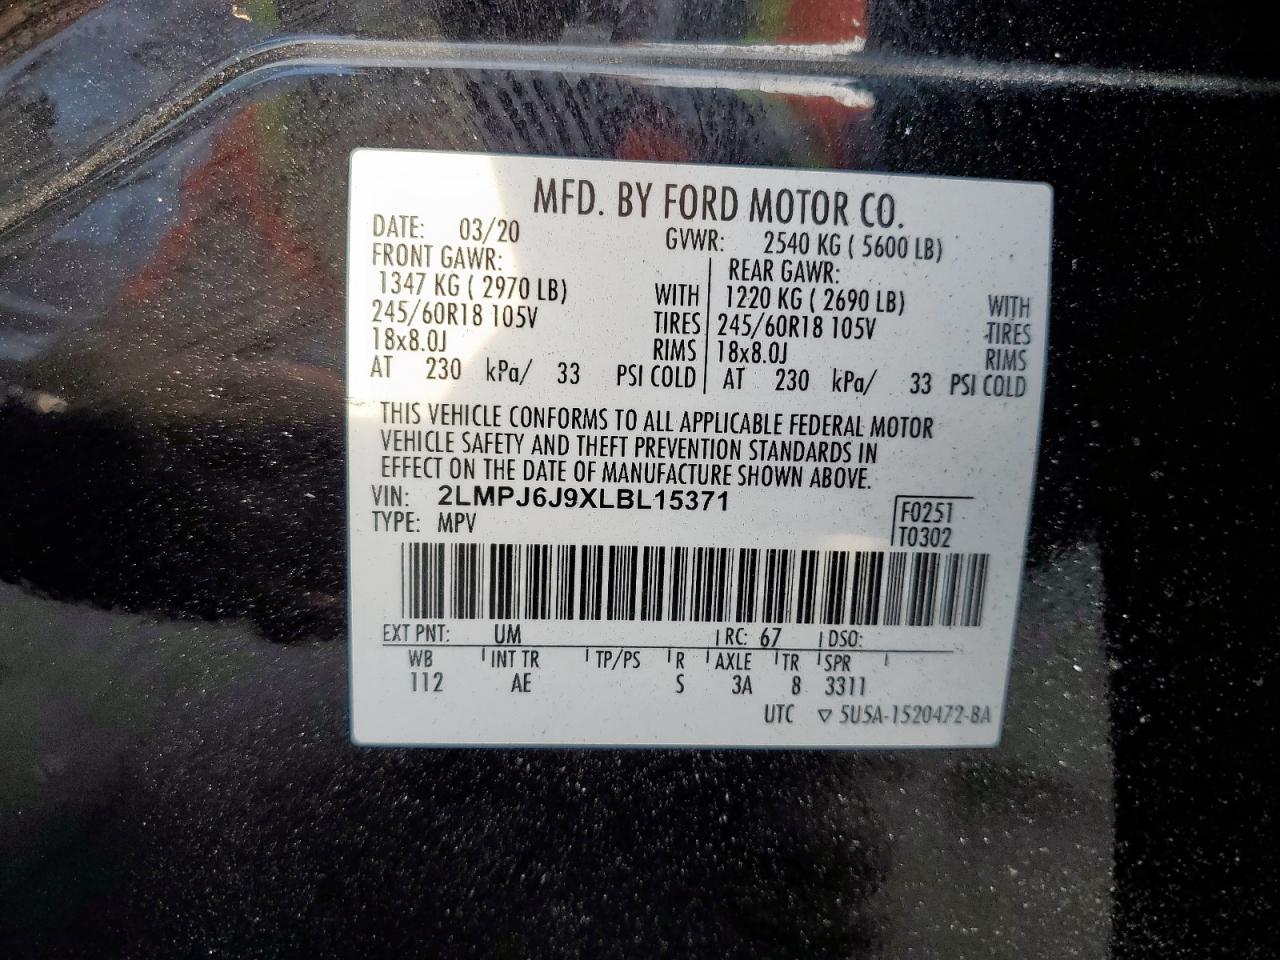 MFD. BY FORD MOTOR CO.
DATE: 03/20 GVWR: 2540 KG ( 5600 LB)
FRONT GAWR: REAR GAWR:
1347 KG ( 2970 LB) WITH 1220 KG ( 2690 LB) WITH
245/60R18 105V TIRES 245/60R18 105V TIRES
18x8.0J RIMS 18x8.0J RIMS
AT 230 kPa/ 33 PSI COLD AT 230 kPa/ 33 PSI COLD
THIS VEHICLE CONFORMS TO ALL APPLICABLE FEDERAL MOTOR
VEHICLE SAFETY AND THEFT PREVENTION STANDARDS IN
EFFECT ON THE DATE OF MANUFACTURE SHOWN ABOVE.
VIN: 2LMPJ6J9XLBL15371 F0251
TYPE: MPV T0302
EXT PNT: UM RC: 67 DSO:
WB INT TR TP/PS R AXLE TR SPR
112 AE S 3A 8 3311
UTC ▽ 5U5A-1520472-BA